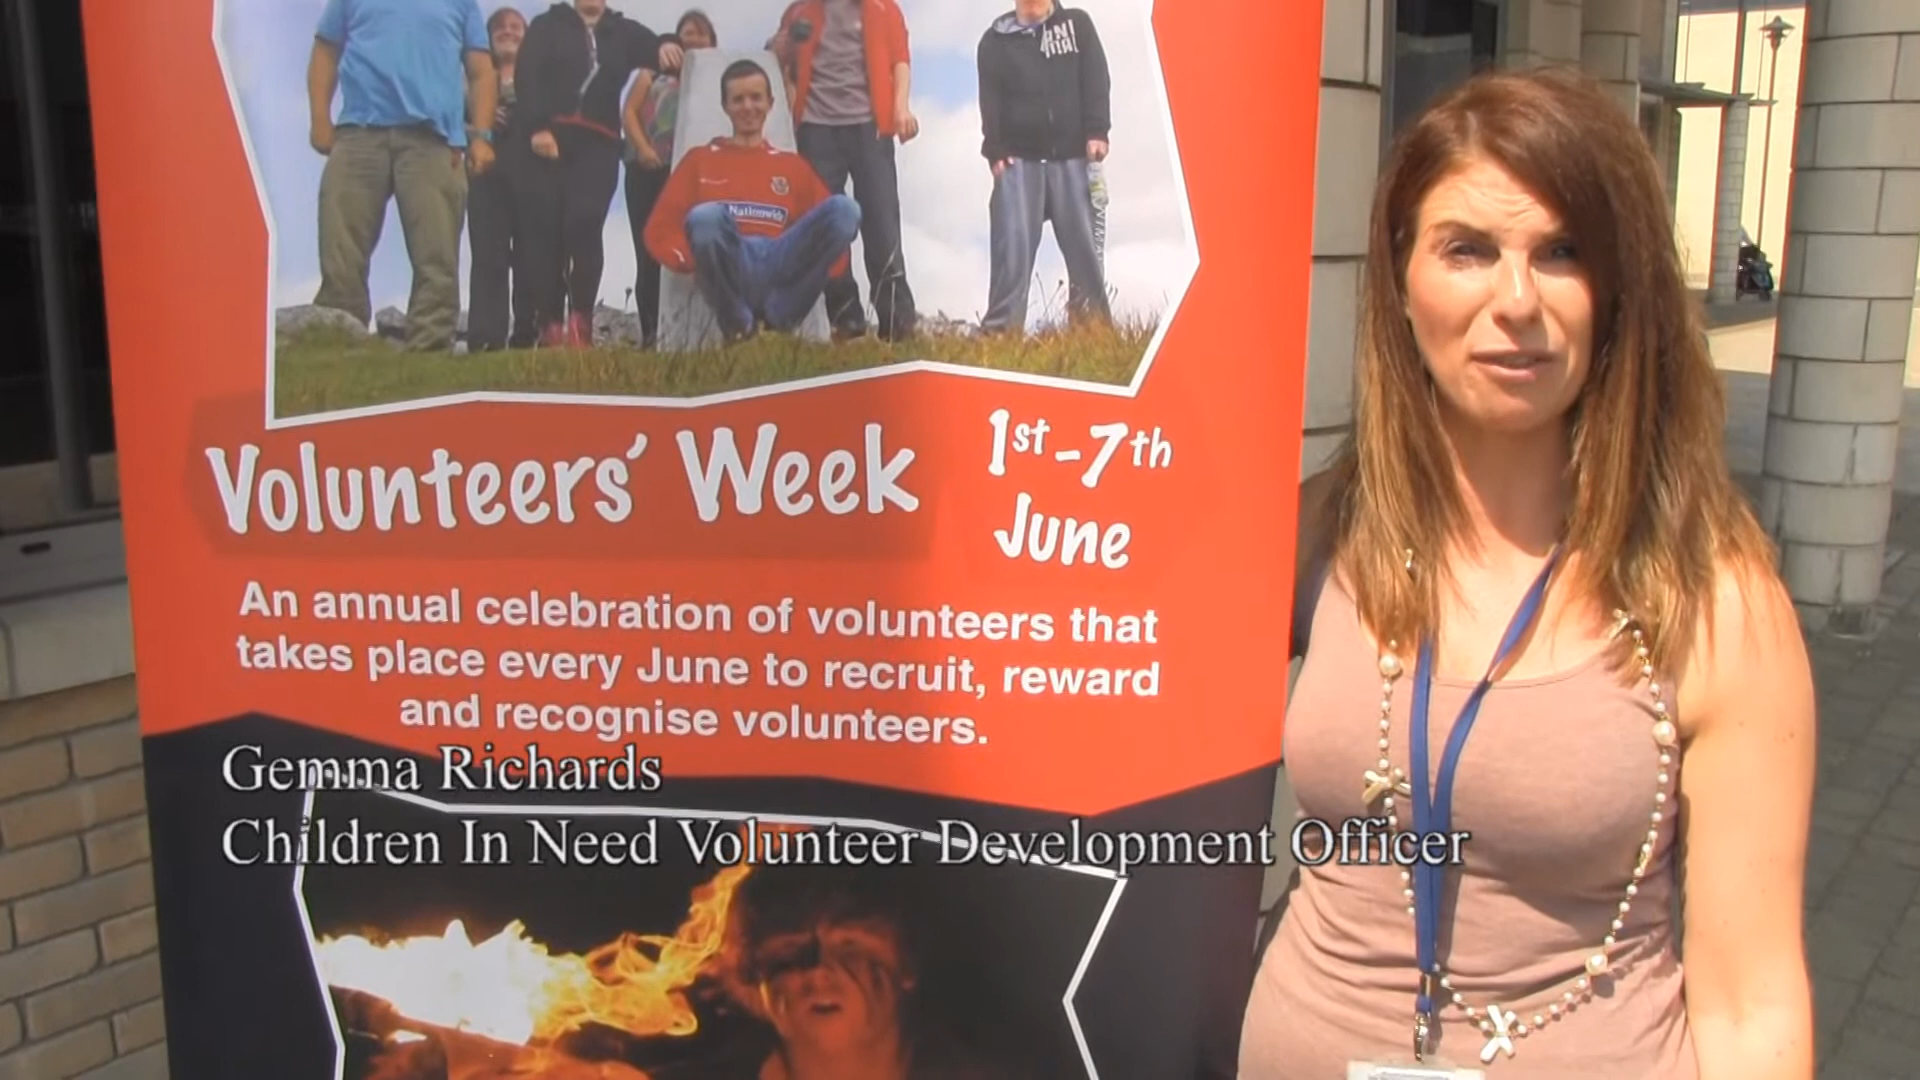 Nationwide
Volunteers' Week
1st-7th
June
An annual celebration of volunteers that
takes place every June to recruit, reward
and recognise volunteers.
Gemma Richards
Children In Need Volunteer Development Officer